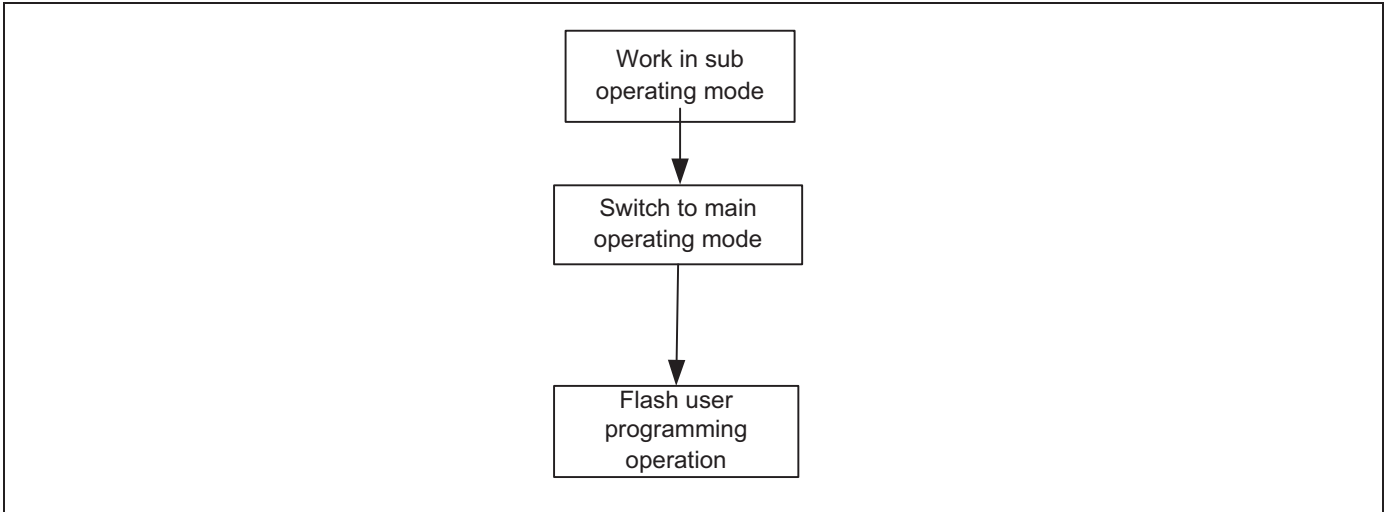 Work in sub
operating mode
Switch to main
operating mode
Flash user
programming
operation